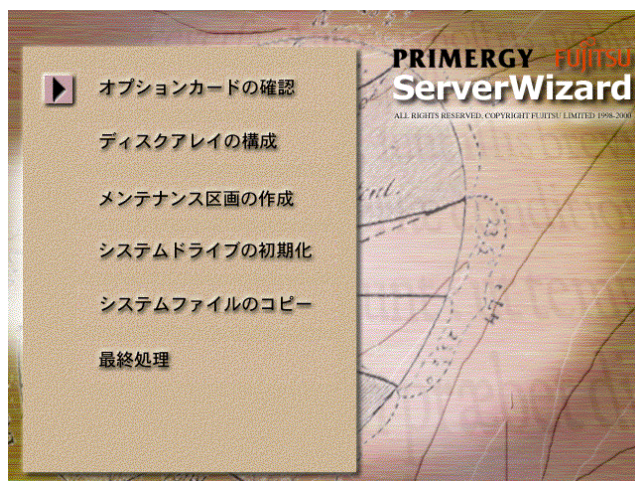 オプションカードの確認
ディスクアレイの構成
メンテナンス区画の作成
システムドライブの初期化
システムファイルのコピー
最終処理
PRIMERGY FUJITSU
ServerWizard
ALL RIGHTS RESERVED, COPYRIGHT FUJITSU LIMITED 1998-2000